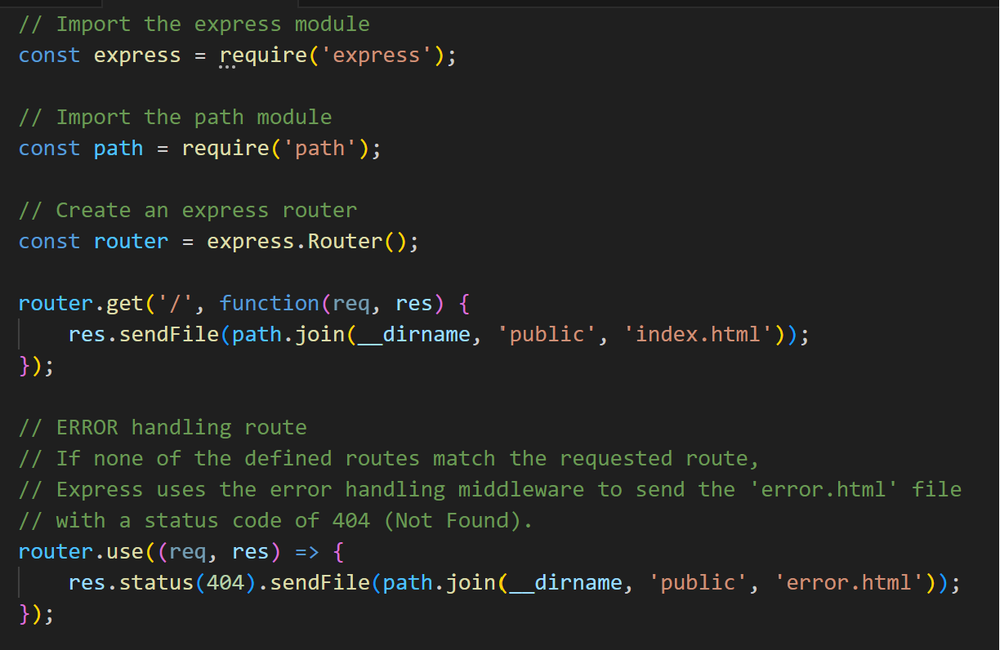 // Import the express module
const express = require('express');
// Import the path module
const path = require('path');
// Create an express router
const router = express.Router();
router.get('/', function(req, res) {
    res.sendFile(path.join(__dirname, 'public', 'index.html'));
});
// ERROR handling route
// If none of the defined routes match the requested route,
// Express uses the error handling middleware to send the 'error.html' file
// with a status code of 404 (Not Found).
router.use((req, res) => {
    res.status(404).sendFile(path.join(__dirname, 'public', 'error.html'));
});